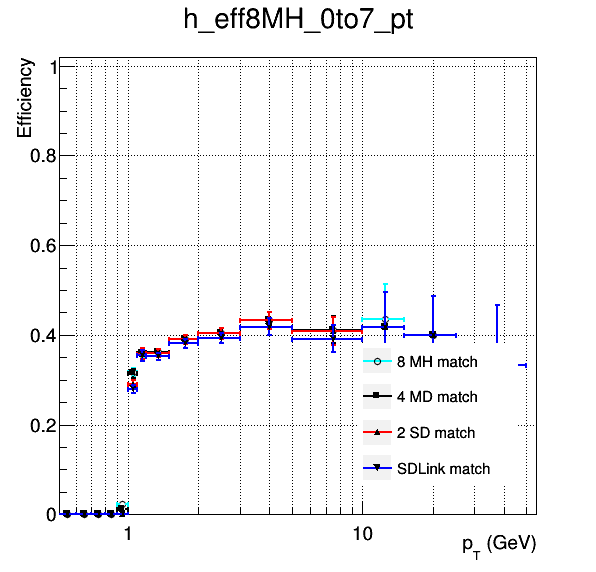 h_eff8MH_0to7_pt
Efficiency
1
0.8
0.6
0.4
0.2
0
8 MH match
4 MD match
2 SD match
SDLink match
1
10
p_T (GeV)